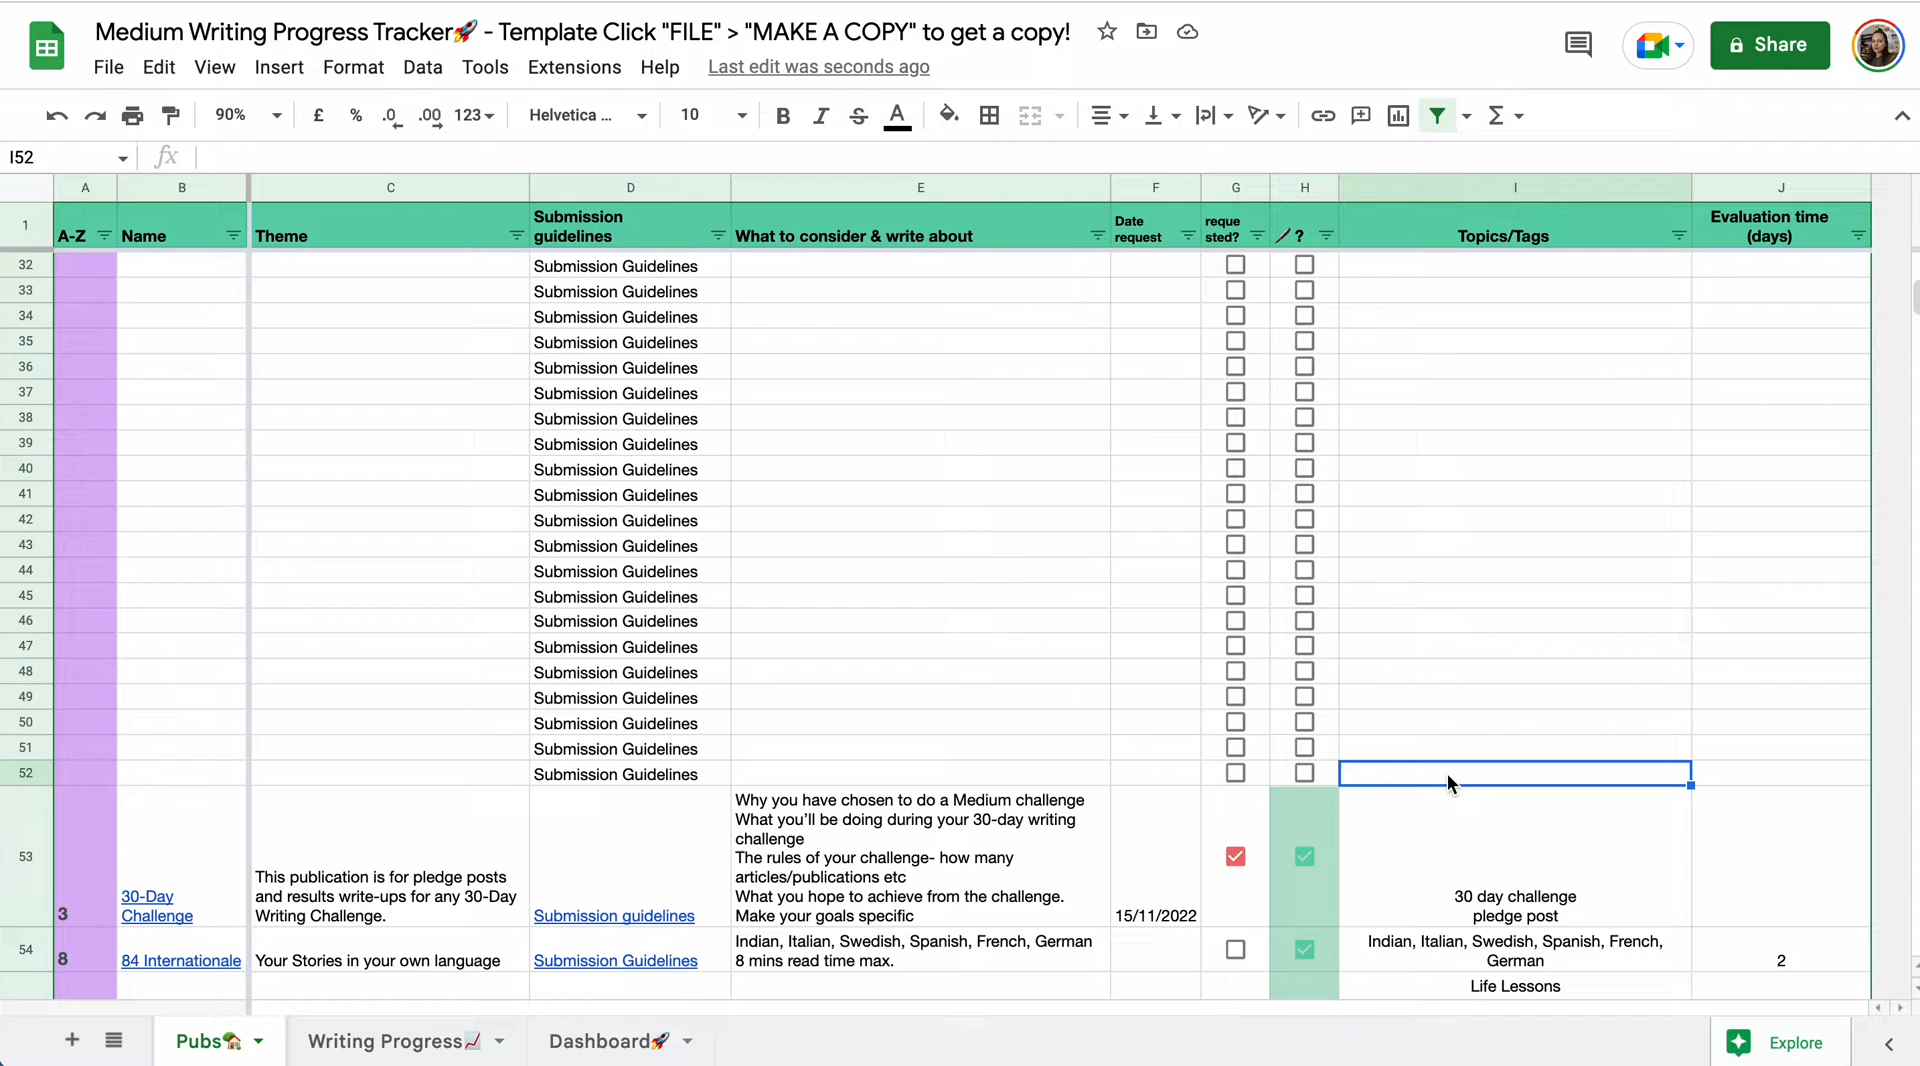 Medium Writing Progress Tracker🚀 - Template Click "FILE" > "MAKE A COPY" to get a copy!
Share
File Edit View Insert Format Data Tools Extensions Help Last edit was seconds ago
90% £ % .0 .00 123 Helvetica ... 10 B I S A Σ
I52 fx
A B C D E F G H I J
1 A-Z Name Theme Submission guidelines What to consider & write about Date request reque sted? ? Topics/Tags Evaluation time (days)
32 Submission Guidelines
33 Submission Guidelines
34 Submission Guidelines
35 Submission Guidelines
36 Submission Guidelines
37 Submission Guidelines
38 Submission Guidelines
39 Submission Guidelines
40 Submission Guidelines
41 Submission Guidelines
42 Submission Guidelines
43 Submission Guidelines
44 Submission Guidelines
45 Submission Guidelines
46 Submission Guidelines
47 Submission Guidelines
48 Submission Guidelines
49 Submission Guidelines
50 Submission Guidelines
51 Submission Guidelines
52 Submission Guidelines
53
3
30-Day
Challenge
This publication is for pledge posts
and results write-ups for any 30-Day
Writing Challenge.
Submission guidelines
Why you have chosen to do a Medium challenge
What you'll be doing during your 30-day writing
challenge
The rules of your challenge- how many
articles/publications etc
What you hope to achieve from the challenge.
Make your goals specific
15/11/2022
30 day challenge
pledge post
54
8
84 Internationale
Your Stories in your own language
Submission Guidelines
Indian, Italian, Swedish, Spanish, French, German
8 mins read time max.
Indian, Italian, Swedish, Spanish, French,
German
2
Life Lessons
Pubs🏡 Writing Progress📈 Dashboard🚀 Explore